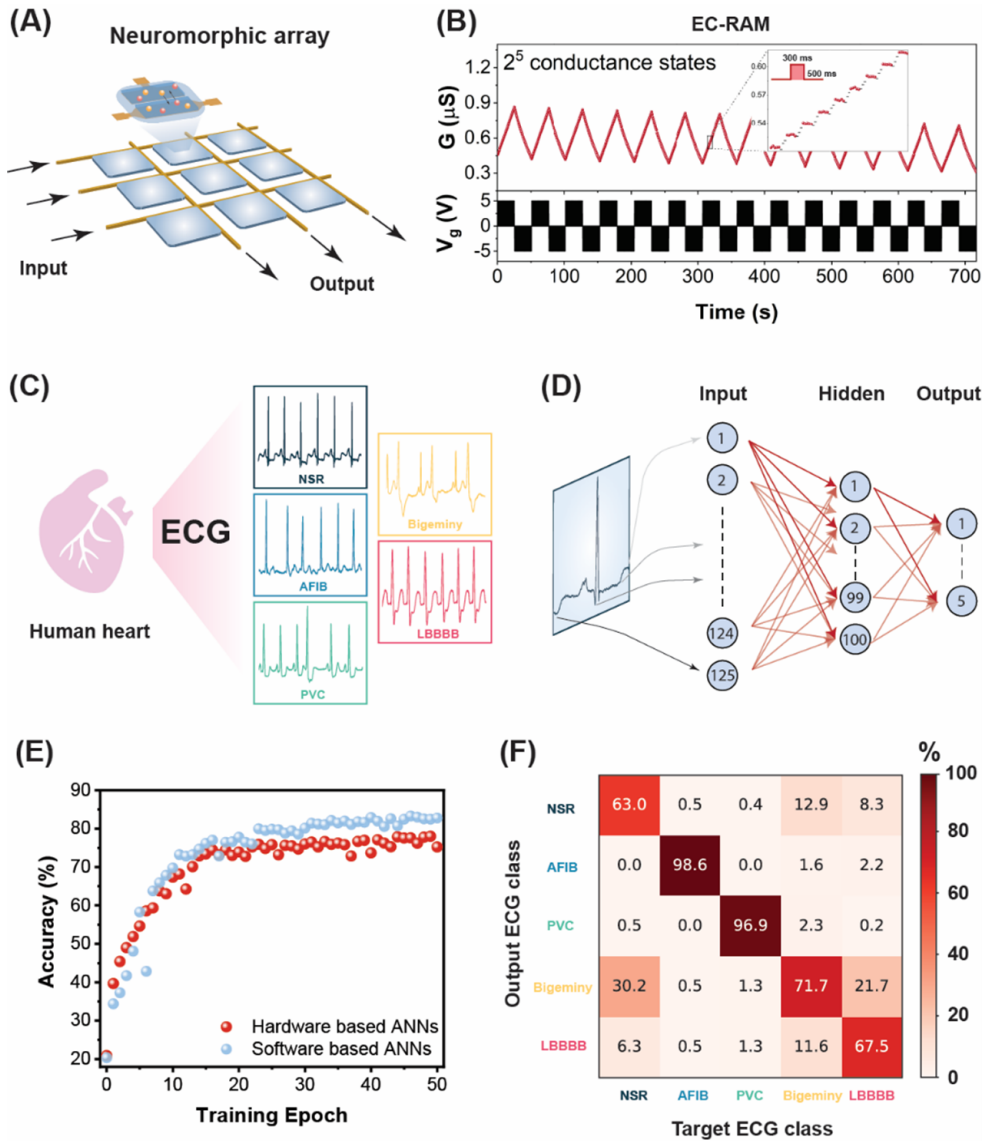 (A)
Neuromorphic array
Input
Output
(B)
EC-RAM
2⁵ conductance states
300 ms
500 ms
0.60
0.57
0.54
1.2
0.9
0.6
0.3
G (μS)
5
0
-5
Vg (V)
0 100 200 300 400 500 600 700
Time (s)
(C)
Human heart
ECG
NSR
Bigeminy
AFIB
LBBBB
PVC
(D)
Input Hidden Output
1
2
124
125
1
2
99
100
1
5
(E)
90
80
70
60
50
40
30
20
Accuracy (%)
Hardware based ANNs
Software based ANNs
0 10 20 30 40 50
Training Epoch
(F)
%
Output ECG class
NSR 63.0 0.5 0.4 12.9 8.3
AFIB 0.0 98.6 0.0 1.6 2.2
PVC 0.5 0.0 96.9 2.3 0.2
Bigeminy 30.2 0.5 1.3 71.7 21.7
LBBBB 6.3 0.5 1.3 11.6 67.5
NSR AFIB PVC Bigeminy LBBBB
Target ECG class
100
80
60
40
20
0